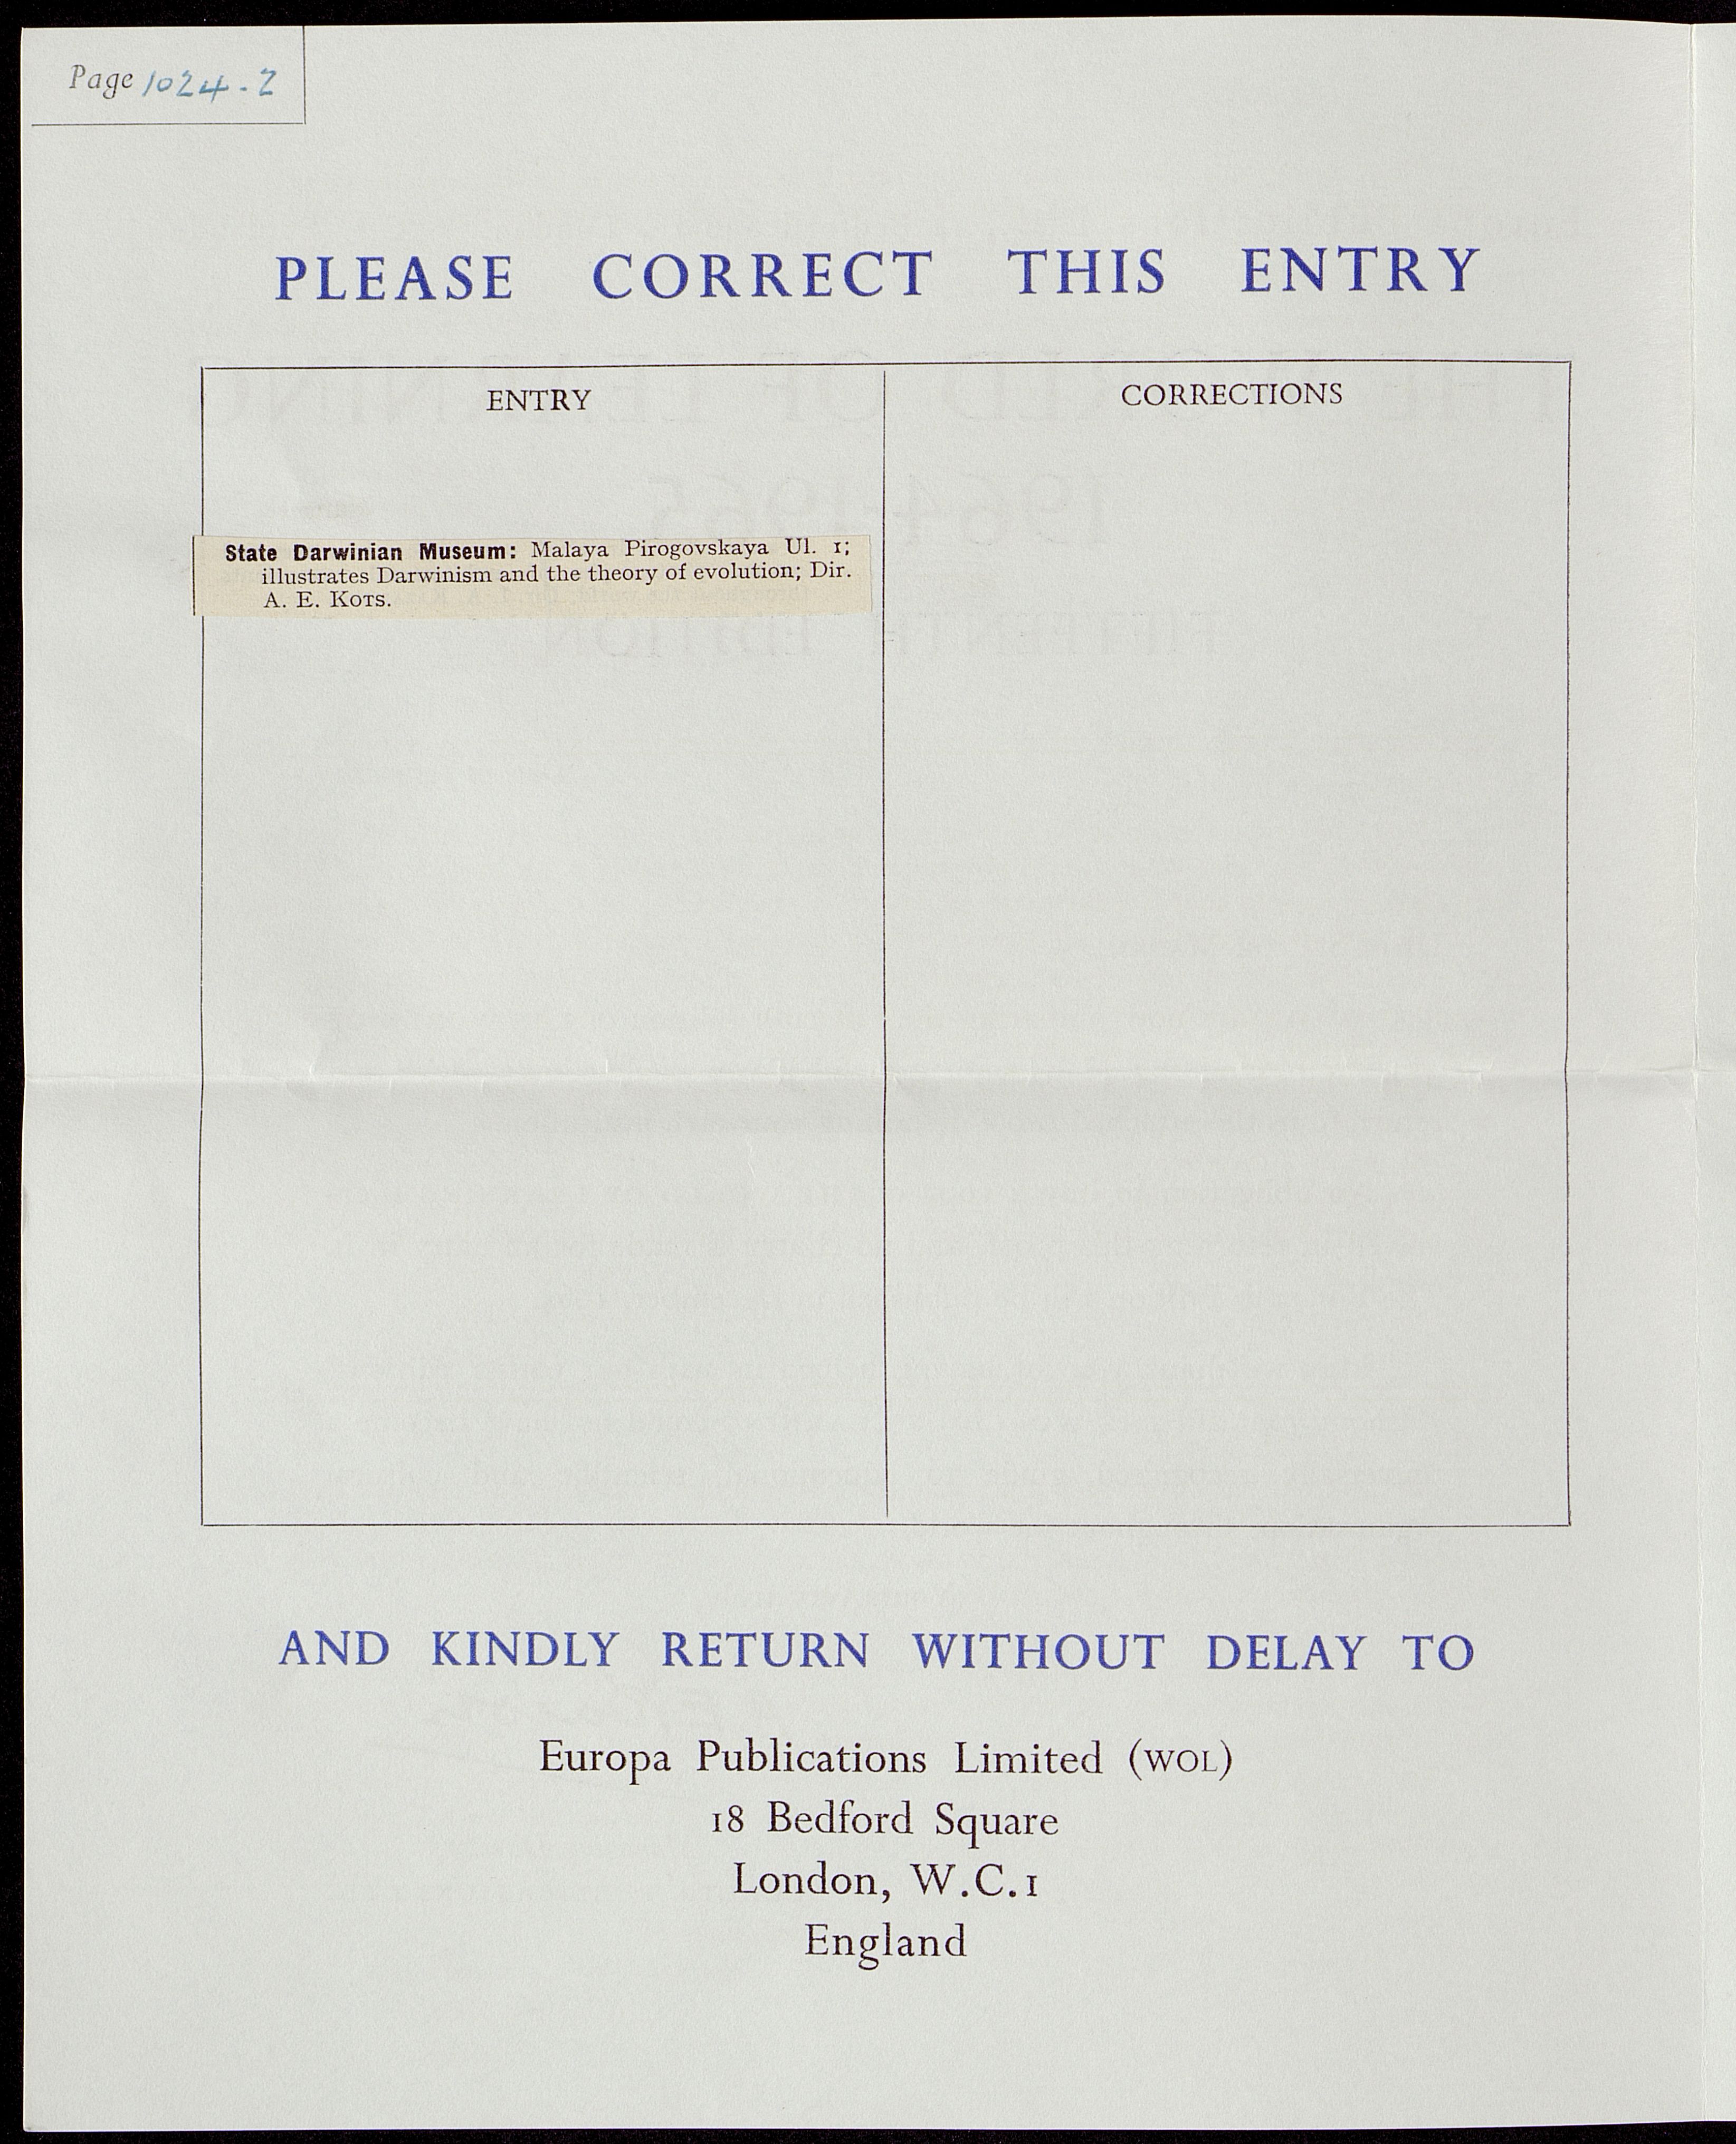 Page 1024-2
PLEASE CORRECT THIS ENTRY
ENTRY
CORRECTIONS
State Darwinian Museum: Malaya Pirogovskaya Ul. 1;
illustrates Darwinism and the theory of evolution; Dir.
A. E. Kots.
AND KINDLY RETURN WITHOUT DELAY TO
Europa Publications Limited (WOL)
18 Bedford Square
London, W.C.1
England